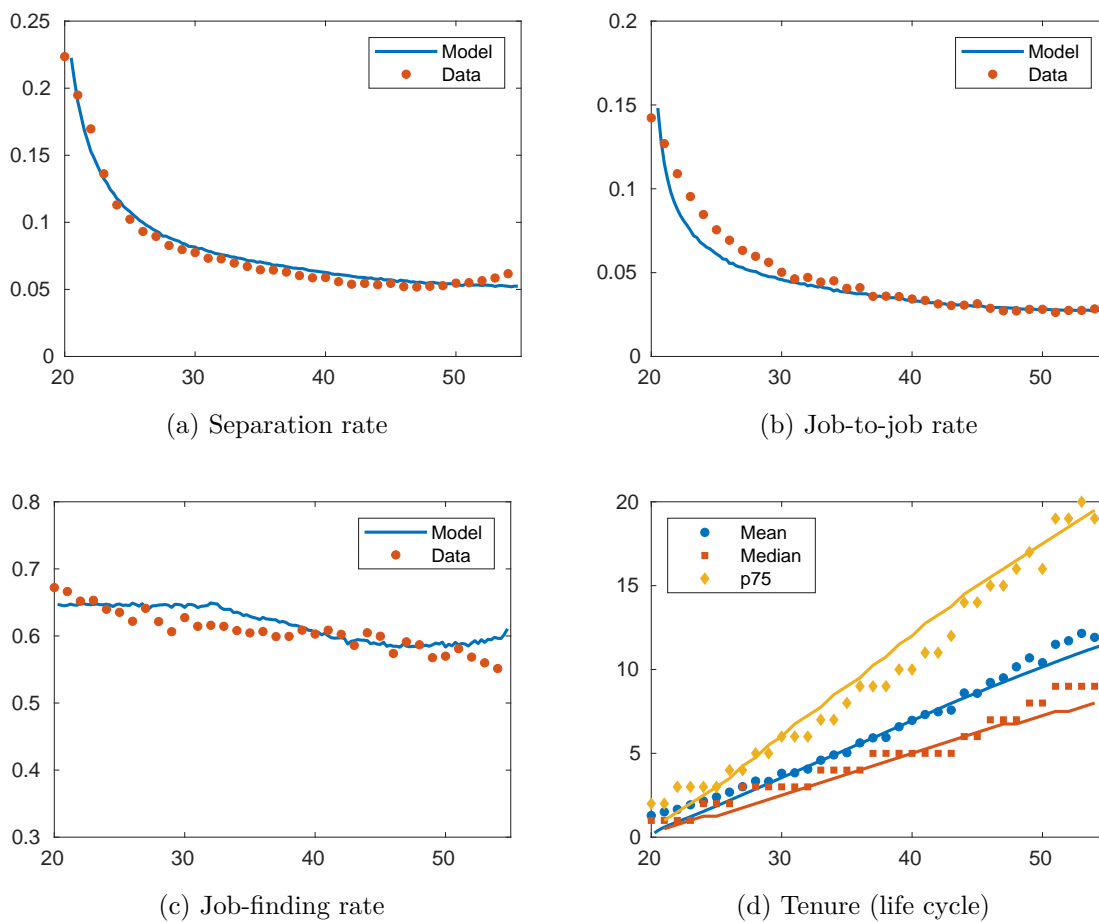 0.25
0.2
0.15
0.1
0.05
0
20 30 40 50
Model
Data
(a) Separation rate
0.2
0.15
0.1
0.05
0
20 30 40 50
Model
Data
(b) Job-to-job rate
0.8
0.7
0.6
0.5
0.4
0.3
20 30 40 50
Model
Data
(c) Job-finding rate
20
15
10
5
0
20 30 40 50
Mean
Median
p75
(d) Tenure (life cycle)